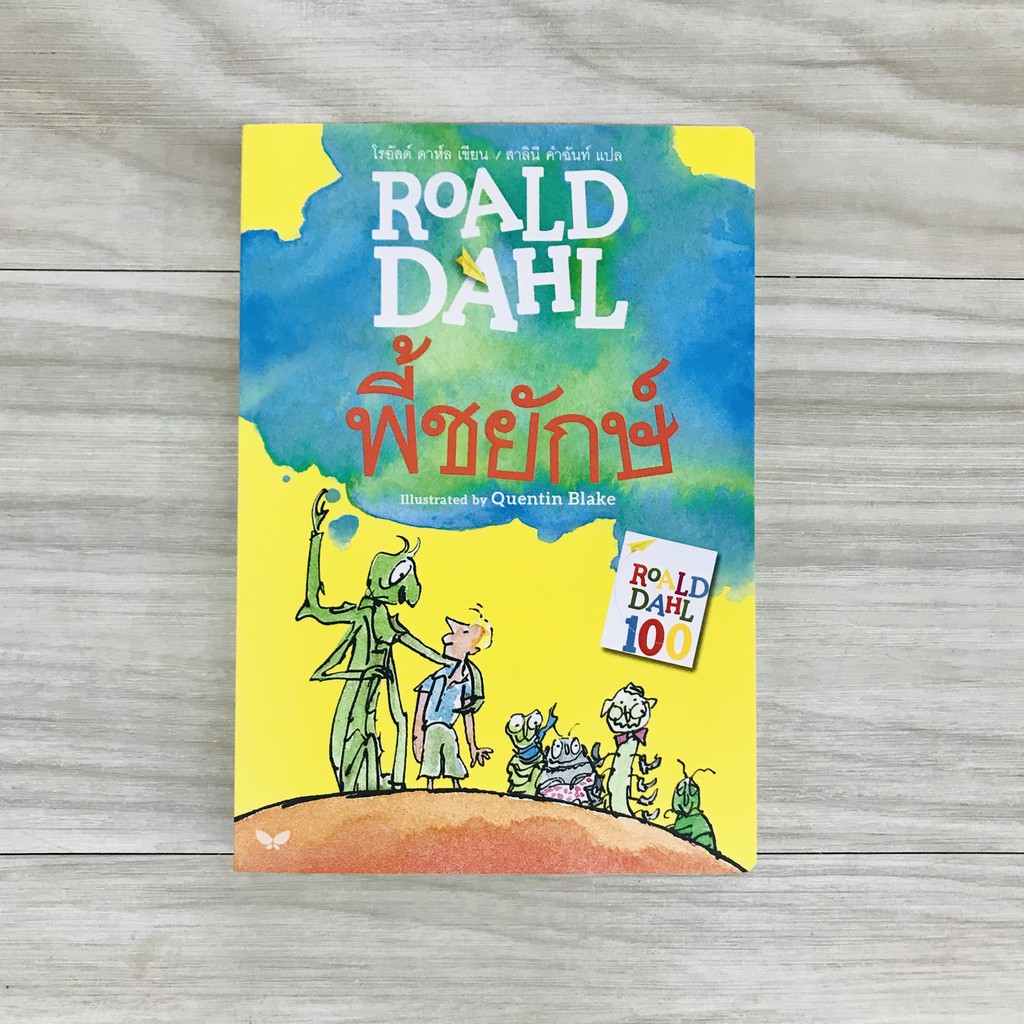 โรอัลด์ ดาห์ล เขียน / สาลินี คำฉันท์ แปล
ROALD
DAHL
พี้ชยักษ์
Illustrated by Quentin Blake
ROALD
DAHL
100